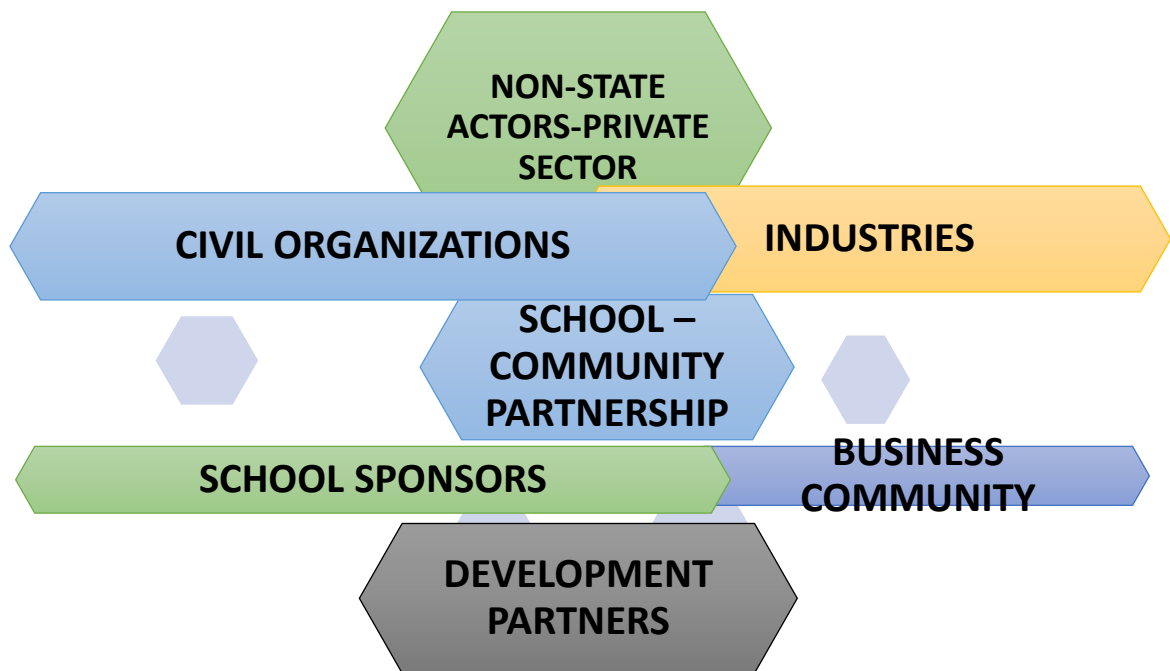 NON-STATE
ACTORS-PRIVATE
SECTOR
CIVIL ORGANIZATIONS
INDUSTRIES
SCHOOL –
COMMUNITY
PARTNERSHIP
SCHOOL SPONSORS
BUSINESS
COMMUNITY
DEVELOPMENT
PARTNERS